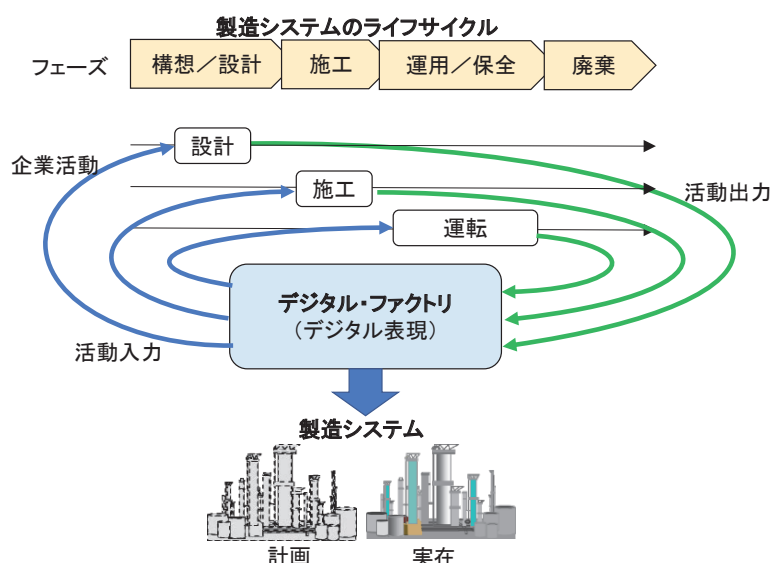 製造システムのライフサイクル
フェーズ
構想／設計
施工
運用／保全
廃棄
設計
企業活動
施工
活動出力
運転
デジタル・ファクトリ
（デジタル表現）
活動入力
製造システム
計画
実在